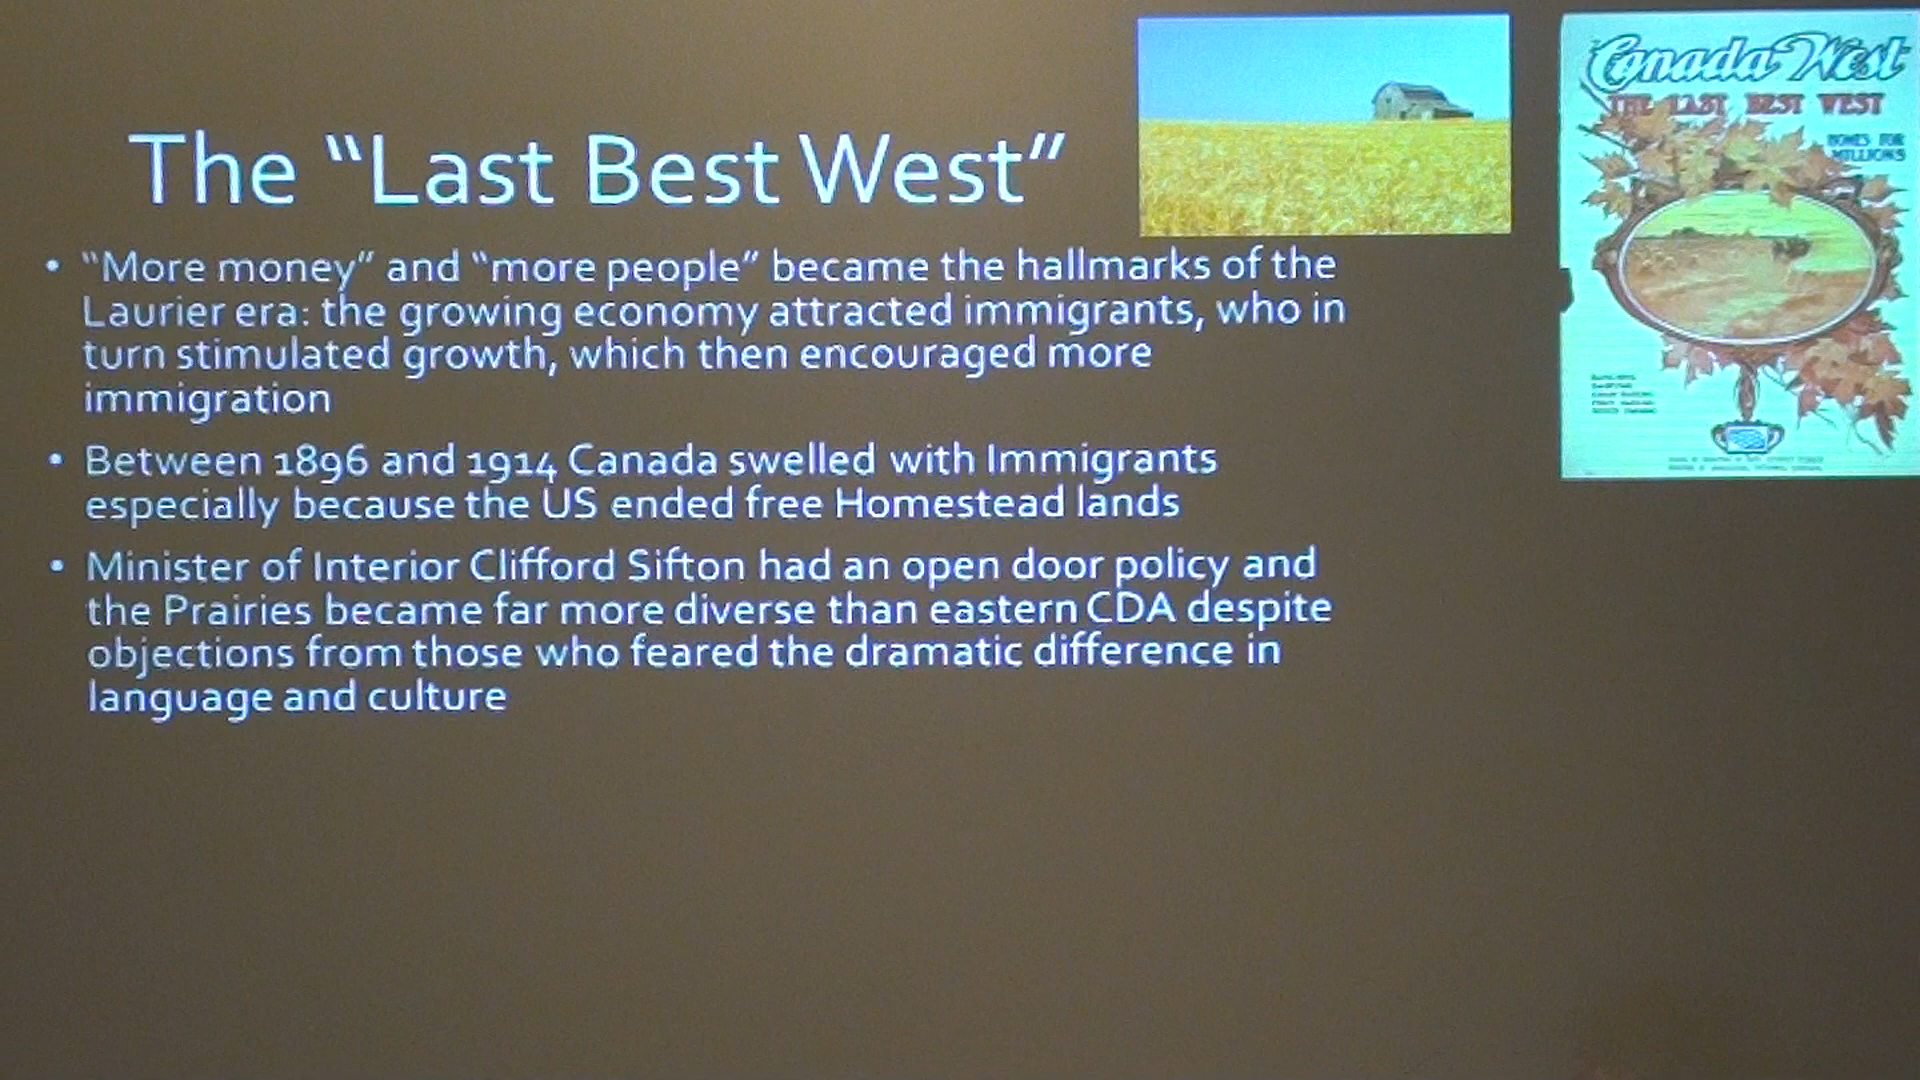 The “Last Best West”
• “More money” and “more people” became the hallmarks of the
Laurier era: the growing economy attracted immigrants, who in
turn stimulated growth, which then encouraged more
immigration
• Between 1896 and 1914 Canada swelled with Immigrants
especially because the US ended free Homestead lands
• Minister of Interior Clifford Sifton had an open door policy and
the Prairies became far more diverse than eastern CDA despite
objections from those who feared the dramatic difference in
language and culture
Canada West
THE LAST BEST WEST
HOMES FOR
MILLIONS